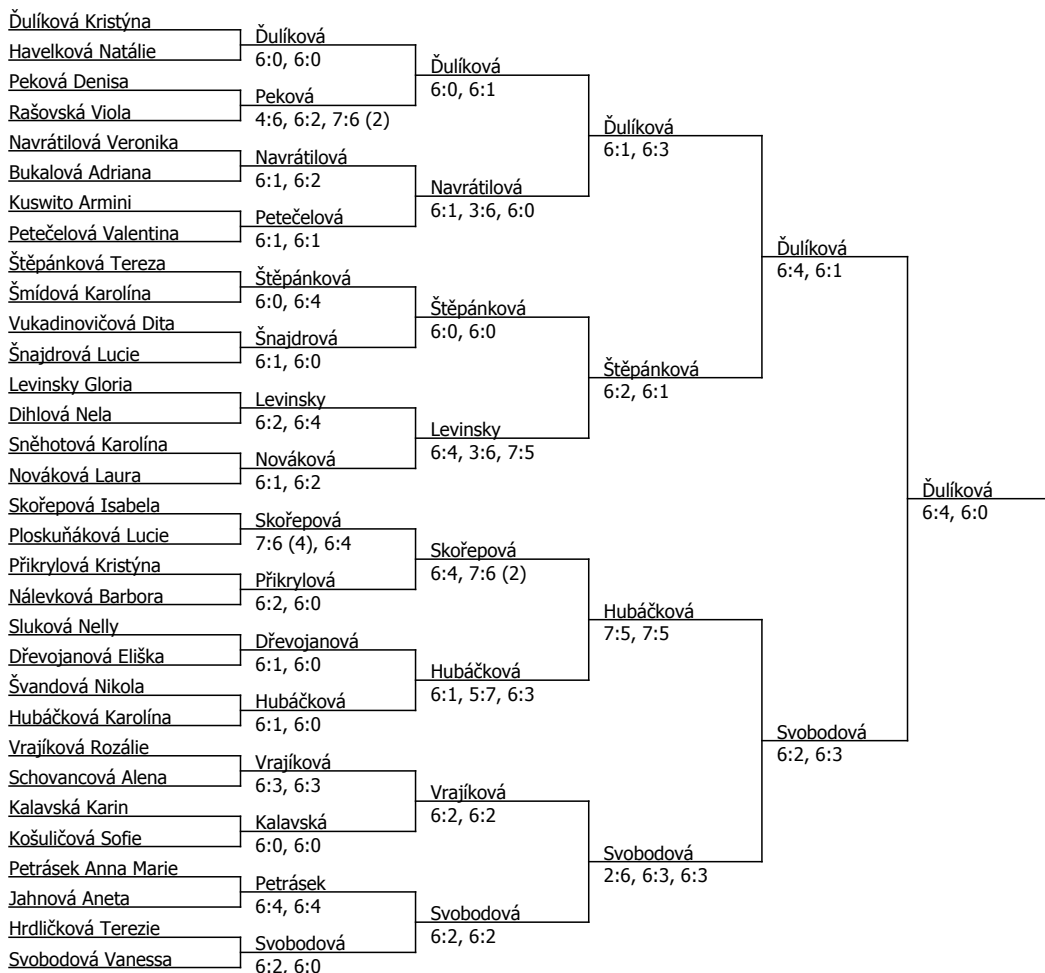 Ďulíková Kristýna
Havelková Natálie
Peková Denisa
Rašovská Viola
Navrátilová Veronika
Bukalová Adriana
Kuswito Armini
Petečelová Valentina
Štěpánková Tereza
Šmídová Karolína
Vukadinovičová Dita
Šnajdrová Lucie
Levinsky Gloria
Dihlová Nela
Sněhotová Karolína
Nováková Laura
Skořepová Isabela
Ploskuňáková Lucie
Přikrylová Kristýna
Nálevková Barbora
Sluková Nelly
Dřevojanová Eliška
Švandová Nikola
Hubáčková Karolína
Vrajíková Rozálie
Schovancová Alena
Kalavská Karin
Košuličová Sofie
Petrásek Anna Marie
Jahnová Aneta
Hrdličková Terezie
Svobodová Vanessa
Ďulíková
6:0, 6:0
Peková
4:6, 6:2, 7:6 (2)
Navrátilová
6:1, 6:2
Petečelová
6:1, 6:1
Štěpánková
6:0, 6:4
Šnajdrová
6:1, 6:0
Levinsky
6:2, 6:4
Nováková
6:1, 6:2
Skořepová
7:6 (4), 6:4
Přikrylová
6:2, 6:0
Dřevojanová
6:1, 6:0
Hubáčková
6:1, 6:0
Vrajíková
6:3, 6:3
Kalavská
6:0, 6:0
Petrásek
6:4, 6:4
Svobodová
6:2, 6:0
Ďulíková
6:0, 6:1
Navrátilová
6:1, 3:6, 6:0
Štěpánková
6:0, 6:0
Levinsky
6:4, 3:6, 7:5
Skořepová
6:4, 7:6 (2)
Hubáčková
6:1, 5:7, 6:3
Vrajíková
6:2, 6:2
Svobodová
6:2, 6:2
Ďulíková
6:1, 6:3
Štěpánková
6:2, 6:1
Hubáčková
7:5, 7:5
Svobodová
2:6, 6:3, 6:3
Ďulíková
6:4, 6:1
Svobodová
6:2, 6:3
Ďulíková
6:4, 6:0